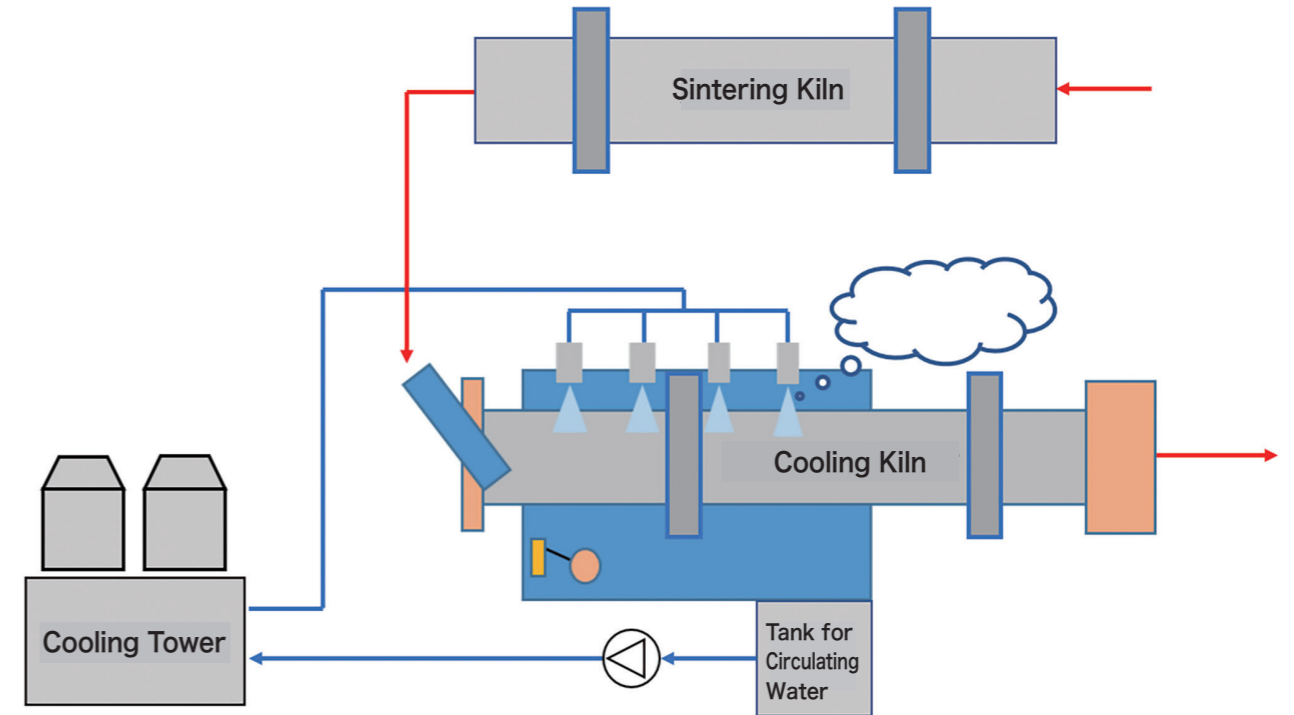 Sintering Kiln
Cooling Kiln
Cooling Tower
Tank for
Circulating
Water